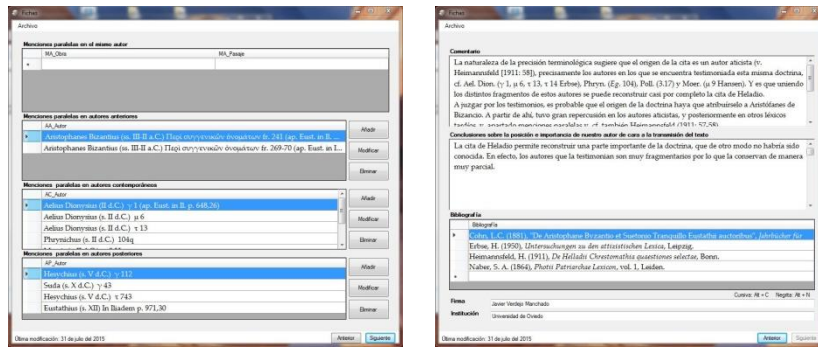 Fichas
Archivo
Menciones paralelas en el mismo autor
MA_Obra MA_Pasaje
Menciones paralelas en autores anteriores
AA_Autor
Aristophanes Bizantius (ss. III-II a.C.) Περὶ συγγενικῶν ὀνομάτων fr. 241 (ap. Eust. in Il.
Aristophanes Bizantius (ss. III-II a.C.) Περὶ συγγενικῶν ὀνομάτων fr. 269-70 (ap. Eust. in I...
Añadir
Modificar
Eliminar
Menciones paralelas en autores contemporáneos
AC_Autor
Aelius Dionysius (II d.C.) γ 1 (ap. Eust. in Il. p. 648,26)
Aelius Dionysius (s. II d.C.) μ 6
Aelius Dionysius (s. II d.C.) τ 13
Phrynichus (s. II d.C.) 104q
Añadir
Modificar
Eliminar
Menciones paralelas en autores posteriores
AP_Autor
Hesychius (s. V d.C.) γ 112
Suda (s. X d.C.) γ 43
Hesychius (s. V d.C.) τ 743
Eustathius (s. XII) In Iliadem p. 971,30
Añadir
Modificar
Eliminar
Última modificación: 31 de julio del 2015
Anterior Siguiente
Fichas
Archivo
Comentario
La naturaleza de la precisión terminológica sugiere que el origen de la cita es un autor aticista (v.
Heimannsfeld [1911: 58]), precisamente los autores en los que se encuentra testimoniada esta misma doctrina,
cf. Ael. Dion. (γ 1, μ 6, τ 13, τ 14 Erbse), Phryn. (Eg. 104), Poll. (3.17) y Moer. (μ 9 Hansen). Y es que uniendo
los distintos fragmentos de estos autores se puede reconstruir casi por completo la cita de Heladio.
A juzgar por los testimonios, es probable que el origen de la doctrina haya que atribuírselo a Aristófanes de
Bizancio. A partir de ahí, tuvo gran repercusión en los autores aticistas, y posteriormente en otros léxicos
tardíos, v. apartado menciones paralelas y cf. también Heimannsfeld (1911: 57-58)
Conclusiones sobre la posición e importancia de nuestro autor de cara a la transmisión del texto
La cita de Heladio permite reconstruir una parte importante de la doctrina, que de otro modo no habría sido
conocida. En efecto, los autores que la testimonian son muy fragmentarios por lo que la conservan de manera
muy parcial.
Bibliografía
Bibliografía
Cohn, L.C. (1881), "De Aristophane Byzantio et Suetonio Tranquillo Eustathii auctoribus", Jahrbücher für
Erbse, H. (1950), Untersuchungen zu den attizistischen Lexica, Leipzig.
Heimannsfeld, H. (1911), De Helladii Chrestomathia quaestiones selectae, Bonn.
Naber, S. A. (1864), Photii Patriarchae Lexicon, vol. 1, Leiden.
Cursiva: Alt + C Negrita: Alt + N
Firma Javier Verdejo Manchado
Institución Universidad de Oviedo
Última modificación: 31 de julio del 2015
Anterior Siguiente